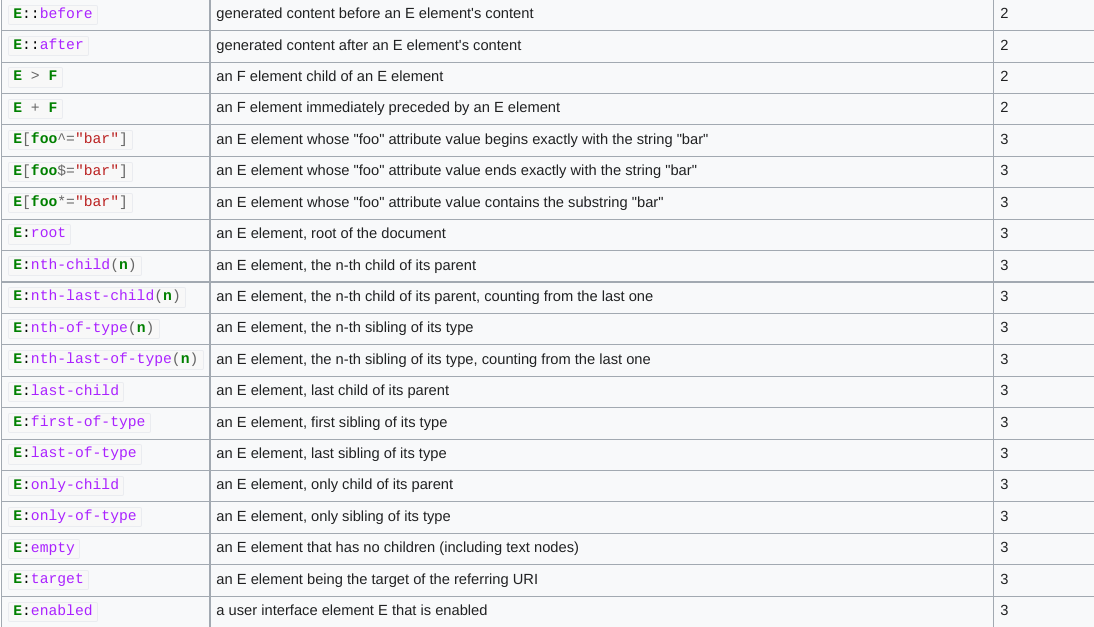 E::before generated content before an E element's content 2
E::after generated content after an E element's content 2
E > F an F element child of an E element 2
E + F an F element immediately preceded by an E element 2
E[foo^="bar"] an E element whose "foo" attribute value begins exactly with the string "bar" 3
E[foo$="bar"] an E element whose "foo" attribute value ends exactly with the string "bar" 3
E[foo*="bar"] an E element whose "foo" attribute value contains the substring "bar" 3
E:root an E element, root of the document 3
E:nth-child(n) an E element, the n-th child of its parent 3
E:nth-last-child(n) an E element, the n-th child of its parent, counting from the last one 3
E:nth-of-type(n) an E element, the n-th sibling of its type 3
E:nth-last-of-type(n) an E element, the n-th sibling of its type, counting from the last one 3
E:last-child an E element, last child of its parent 3
E:first-of-type an E element, first sibling of its type 3
E:last-of-type an E element, last sibling of its type 3
E:only-child an E element, only child of its parent 3
E:only-of-type an E element, only sibling of its type 3
E:empty an E element that has no children (including text nodes) 3
E:target an E element being the target of the referring URI 3
E:enabled a user interface element E that is enabled 3